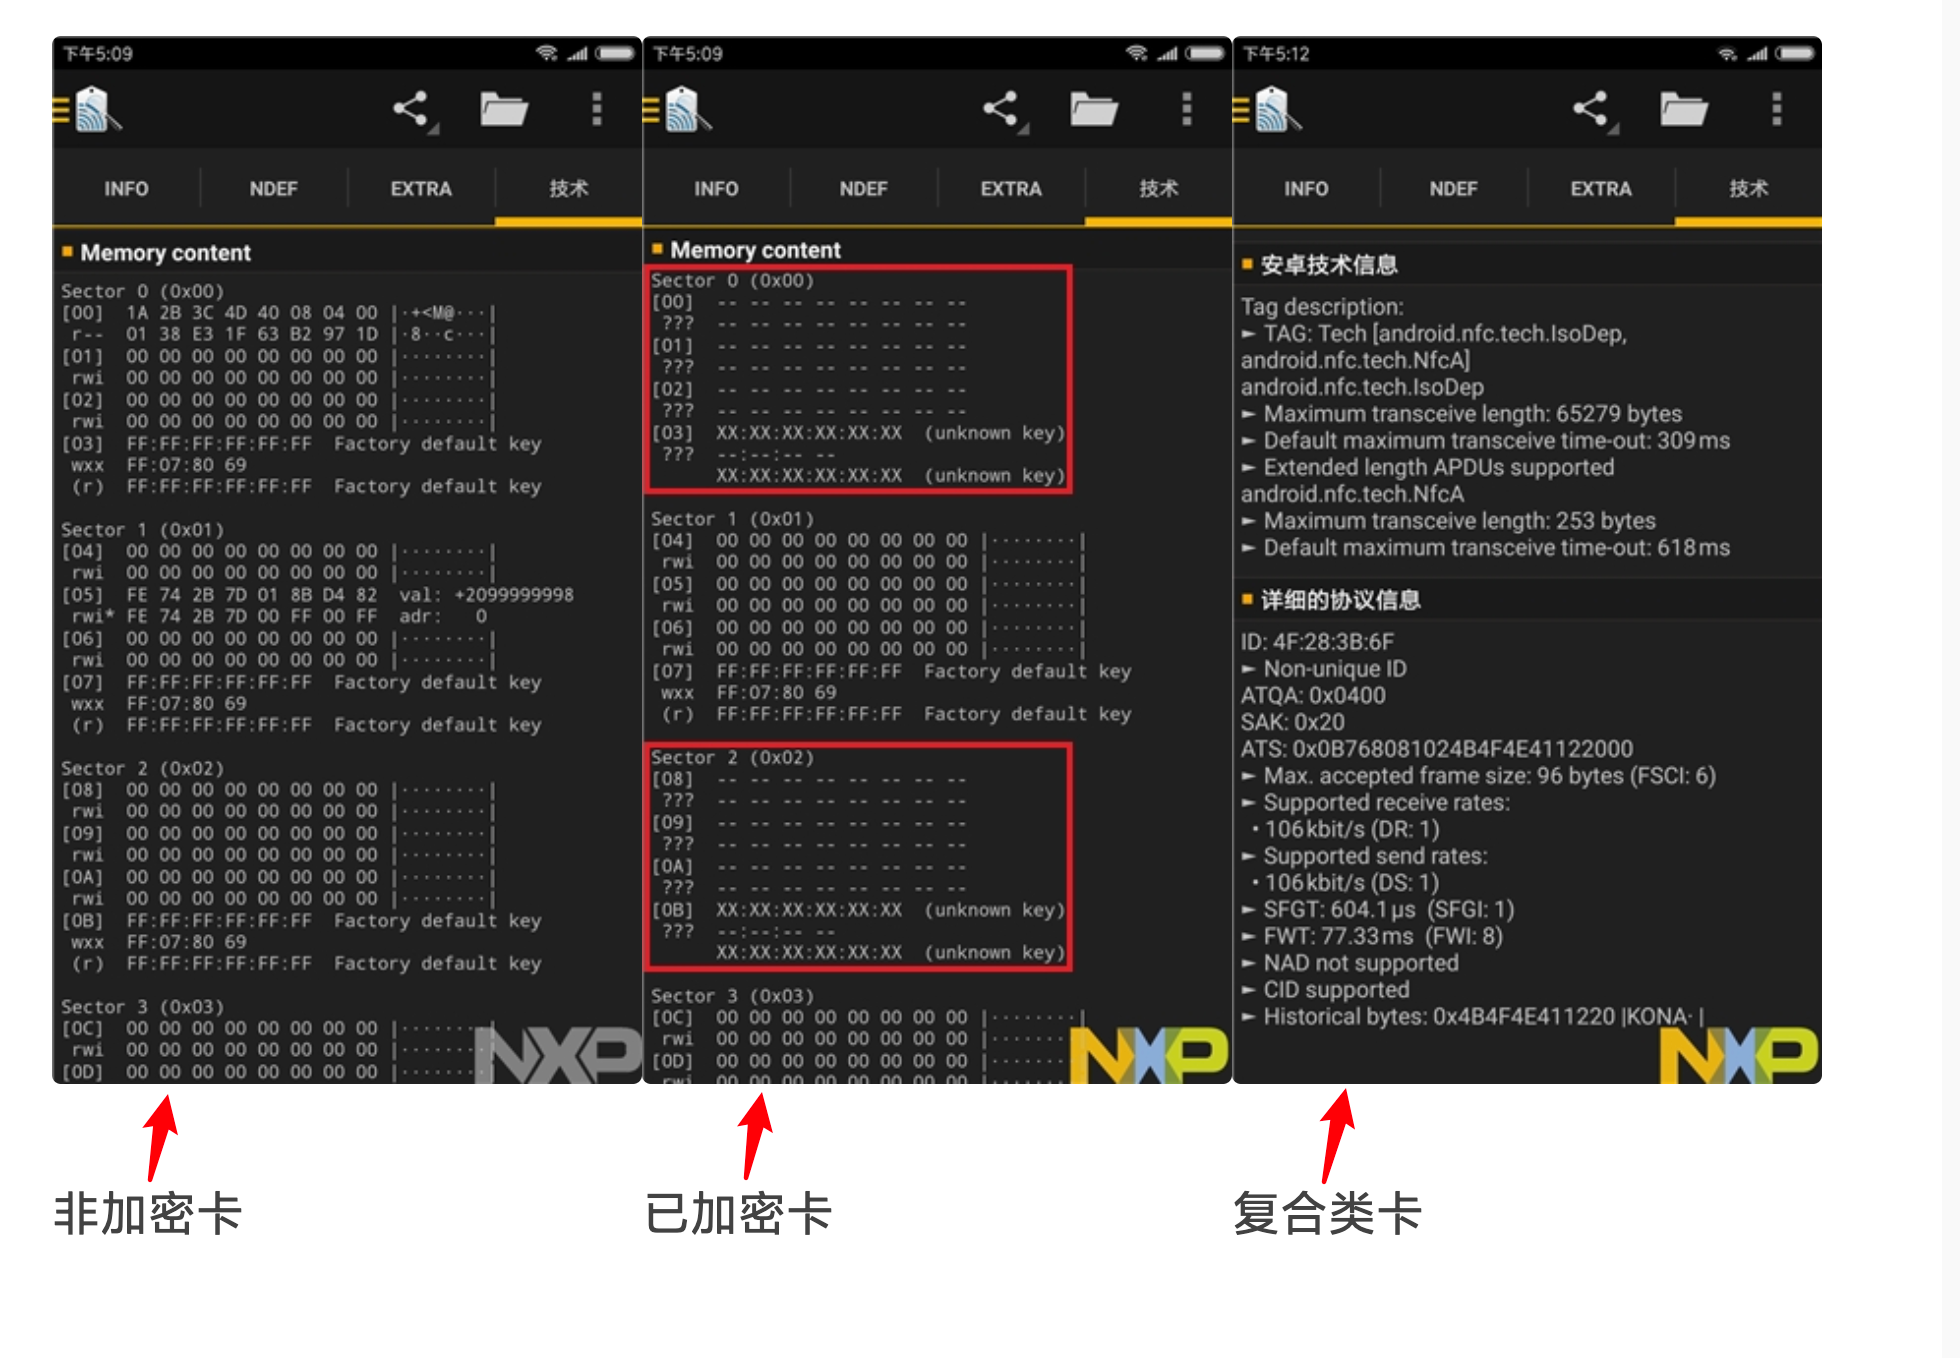 下午5:09
INFO NDEF EXTRA 技术
Memory content
Sector 0 (0x00)
[00] 1A 2B 3C 4D 40 08 04 00 |·+<M@···|
r-- 01 38 E3 1F 63 B2 97 1D |·8··c···|
[01] 00 00 00 00 00 00 00 00 |········|
rwi 00 00 00 00 00 00 00 00 |········|
[02] 00 00 00 00 00 00 00 00 |········|
rwi 00 00 00 00 00 00 00 00 |········|
[03] FF:FF:FF:FF:FF:FF Factory default key
wxx FF:07:80 69
(r) FF:FF:FF:FF:FF:FF Factory default key
Sector 1 (0x01)
[04] 00 00 00 00 00 00 00 00 |········|
rwi 00 00 00 00 00 00 00 00 |········|
[05] FE 74 2B 7D 01 8B D4 82 val: +2099999998
rwi* FE 74 2B 7D 00 FF 00 FF adr: 0
[06] 00 00 00 00 00 00 00 00 |········|
rwi 00 00 00 00 00 00 00 00 |········|
[07] FF:FF:FF:FF:FF:FF Factory default key
wxx FF:07:80 69
(r) FF:FF:FF:FF:FF:FF Factory default key
Sector 2 (0x02)
[08] 00 00 00 00 00 00 00 00 |········|
rwi 00 00 00 00 00 00 00 00 |········|
[09] 00 00 00 00 00 00 00 00 |········|
rwi 00 00 00 00 00 00 00 00 |········|
[0A] 00 00 00 00 00 00 00 00 |········|
rwi 00 00 00 00 00 00 00 00 |········|
[0B] FF:FF:FF:FF:FF:FF Factory default key
wxx FF:07:80 69
(r) FF:FF:FF:FF:FF:FF Factory default key
Sector 3 (0x03)
[0C] 00 00 00 00 00 00 00 00 |········|
rwi 00 00 00 00 00 00 00 00 |·······
[0D] 00 00 00 00 00 00 00 00 |·······
NXP
非加密卡
下午5:09
INFO NDEF EXTRA 技术
Memory content
Sector 0 (0x00)
[00] -- -- -- -- -- -- -- --
??? -- -- -- -- -- -- -- --
[01] -- -- -- -- -- -- -- --
??? -- -- -- -- -- -- -- --
[02] -- -- -- -- -- -- -- --
??? -- -- -- -- -- -- -- --
[03] XX:XX:XX:XX:XX:XX (unknown key)
??? --:--:-- --
XX:XX:XX:XX:XX:XX (unknown key)
Sector 1 (0x01)
[04] 00 00 00 00 00 00 00 00 |········|
rwi 00 00 00 00 00 00 00 00 |········|
[05] 00 00 00 00 00 00 00 00 |········|
rwi 00 00 00 00 00 00 00 00 |········|
[06] 00 00 00 00 00 00 00 00 |········|
rwi 00 00 00 00 00 00 00 00 |········|
[07] FF:FF:FF:FF:FF:FF Factory default key
wxx FF:07:80 69
(r) FF:FF:FF:FF:FF:FF Factory default key
Sector 2 (0x02)
[08] -- -- -- -- -- -- -- --
??? -- -- -- -- -- -- -- --
[09] -- -- -- -- -- -- -- --
??? -- -- -- -- -- -- -- --
[0A] -- -- -- -- -- -- -- --
??? -- -- -- -- -- -- -- --
[0B] XX:XX:XX:XX:XX:XX (unknown key)
??? --:--:-- --
XX:XX:XX:XX:XX:XX (unknown key)
Sector 3 (0x03)
[0C] 00 00 00 00 00 00 00 00 |········|
rwi 00 00 00 00 00 00 00 00 |·······
[0D] 00 00 00 00 00 00 00 00 |·······
rwi 00 00 00 00 00 00 00 00
NXP
已加密卡
下午5:12
INFO NDEF EXTRA 技术
安卓技术信息
Tag description:
► TAG: Tech [android.nfc.tech.IsoDep,
android.nfc.tech.NfcA]
android.nfc.tech.IsoDep
► Maximum transceive length: 65279 bytes
► Default maximum transceive time-out: 309 ms
► Extended length APDUs supported
android.nfc.tech.NfcA
► Maximum transceive length: 253 bytes
► Default maximum transceive time-out: 618 ms
详细的协议信息
ID: 4F:28:3B:6F
► Non-unique ID
ATQA: 0x0400
SAK: 0x20
ATS: 0x0B768081024B4F4E41122000
► Max. accepted frame size: 96 bytes (FSCI: 6)
► Supported receive rates:
• 106 kbit/s (DR: 1)
► Supported send rates:
• 106 kbit/s (DS: 1)
► SFGT: 604.1 µs (SFGI: 1)
► FWT: 77.33 ms (FWI: 8)
► NAD not supported
► CID supported
► Historical bytes: 0x4B4F4E411220 |KONA· |
NXP
复合类卡